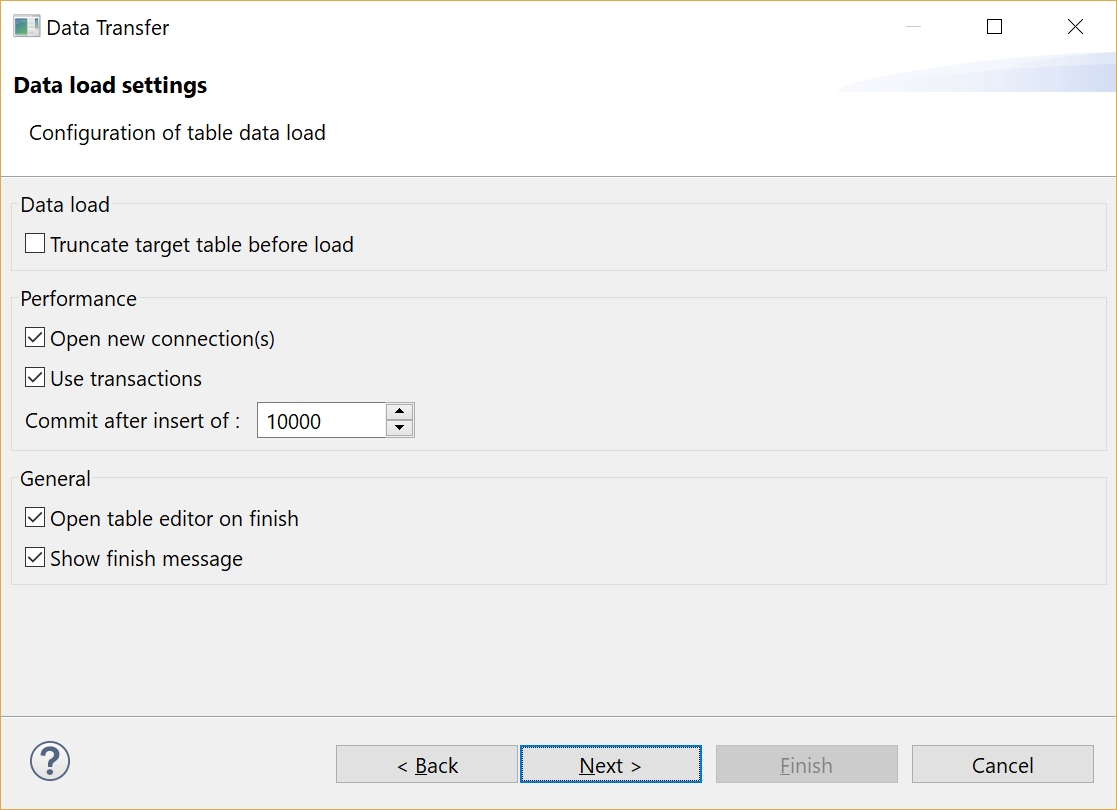 Data Transfer
Data load settings
Configuration of table data load
Data load
Truncate target table before load
Performance
Open new connection(s)
Use transactions
Commit after insert of : 10000
General
Open table editor on finish
Show finish message
? < Back Next > Finish Cancel